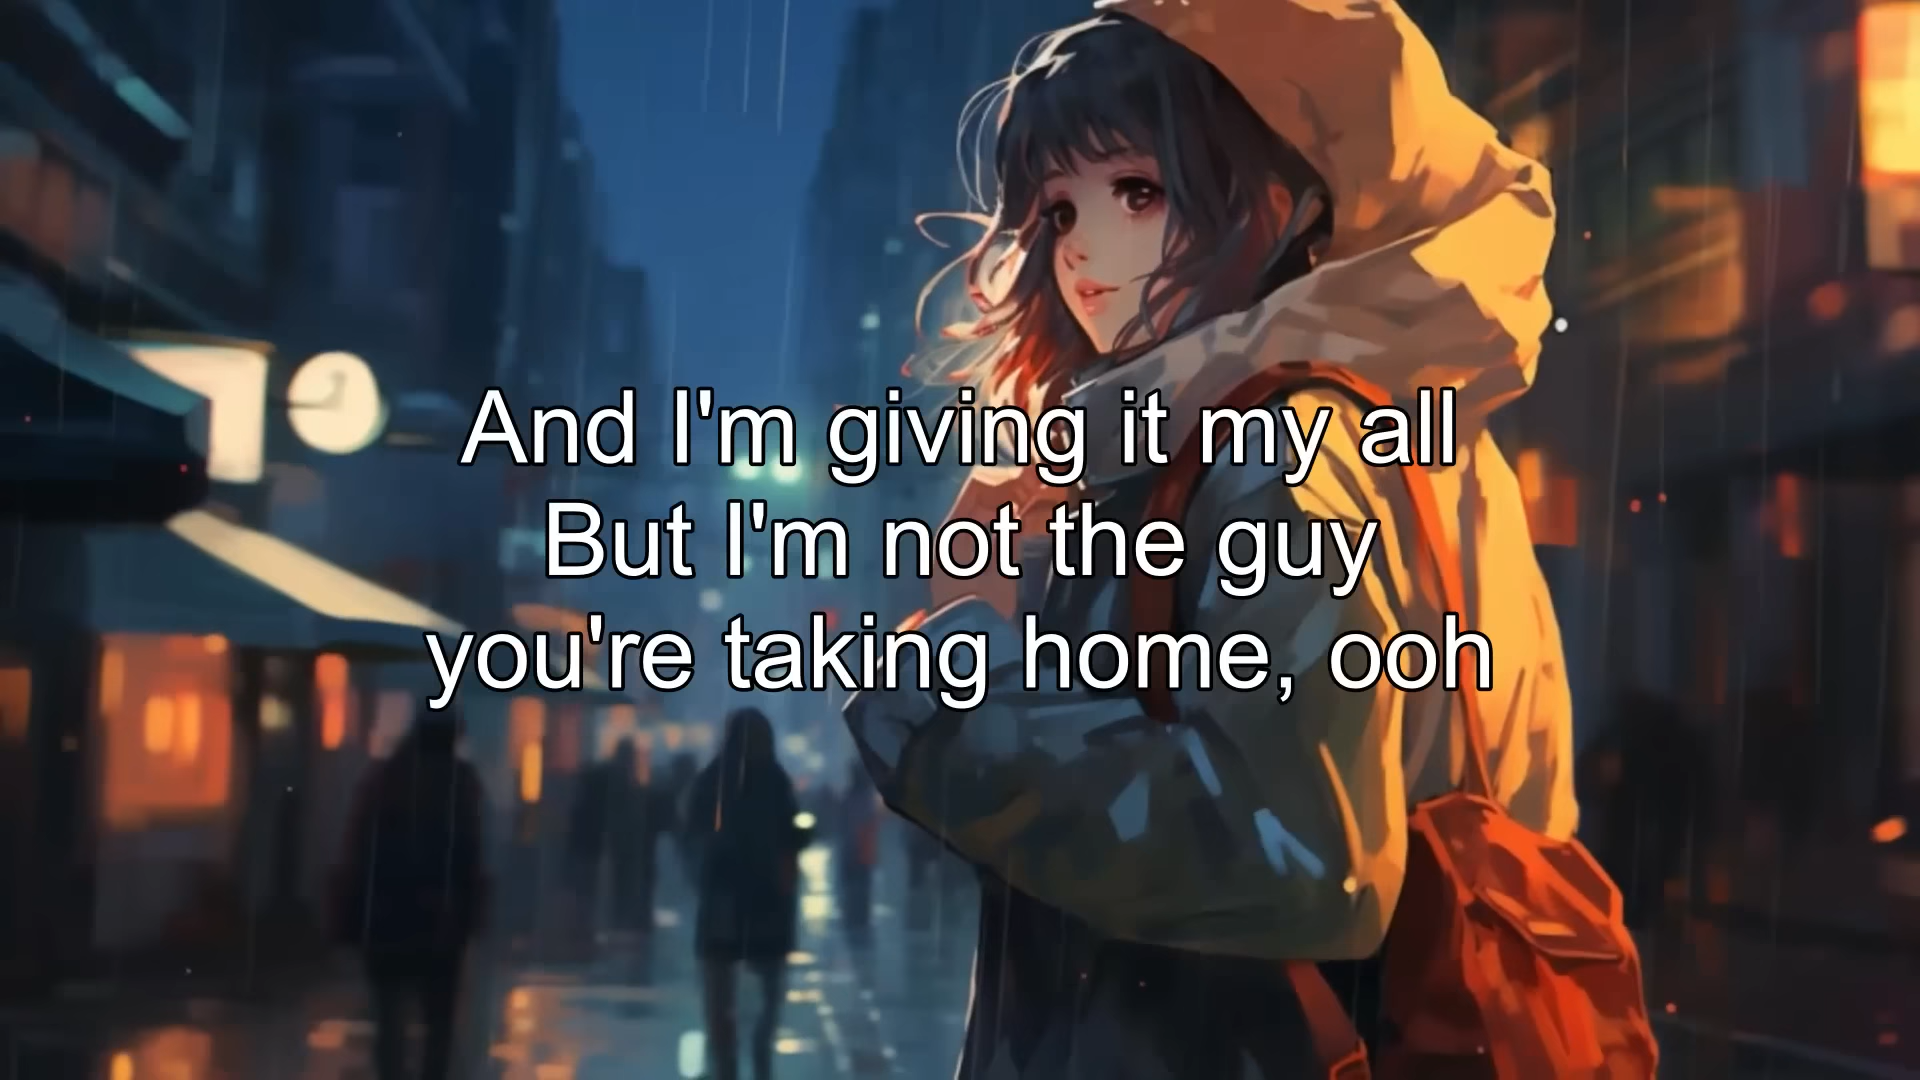 And I'm giving it my all
But I'm not the guy
you're taking home, ooh